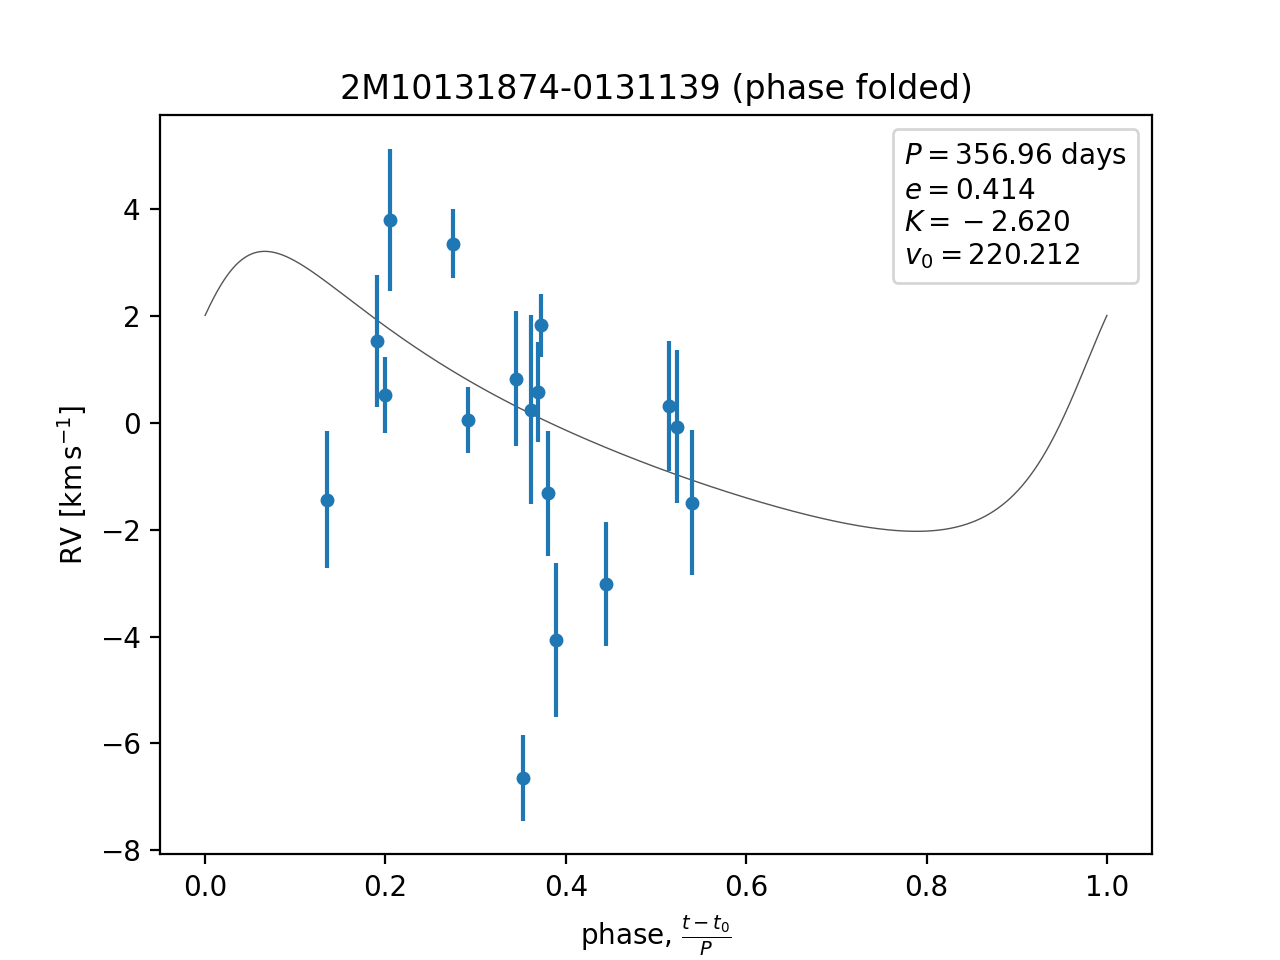 2M10131874-0131139 (phase folded)
P = 356.96 days
e = 0.414
K = −2.620
v₀ = 220.212
RV [km s⁻¹]
4
2
0
−2
−4
−6
−8
0.0 0.2 0.4 0.6 0.8 1.0
phase, (t − t₀)/P